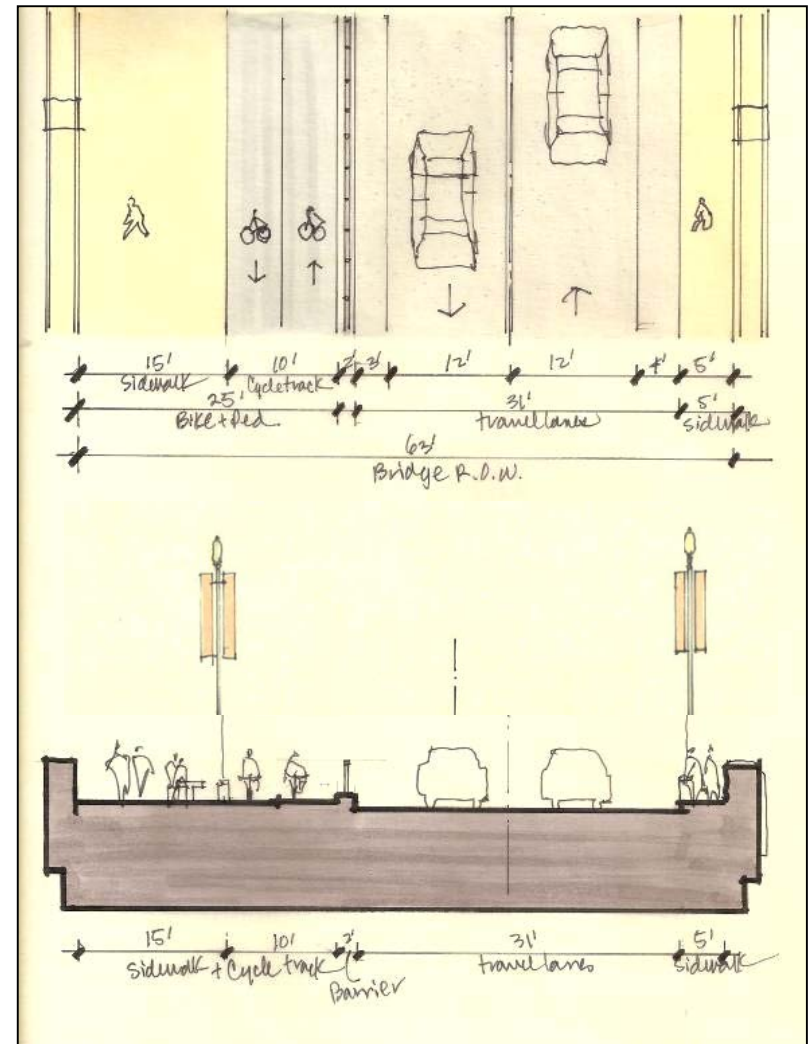 15' 10' 2' 3' 12' 12' 4' 5'
Sidewalk Cycletrack
25' 31' 5'
Bike + Ped. travel lanes sidewalk
63'
Bridge R.O.W.
15' 10' 2' 31' 5'
Sidewalk + Cycle track travel lanes Sidewalk
Barrier